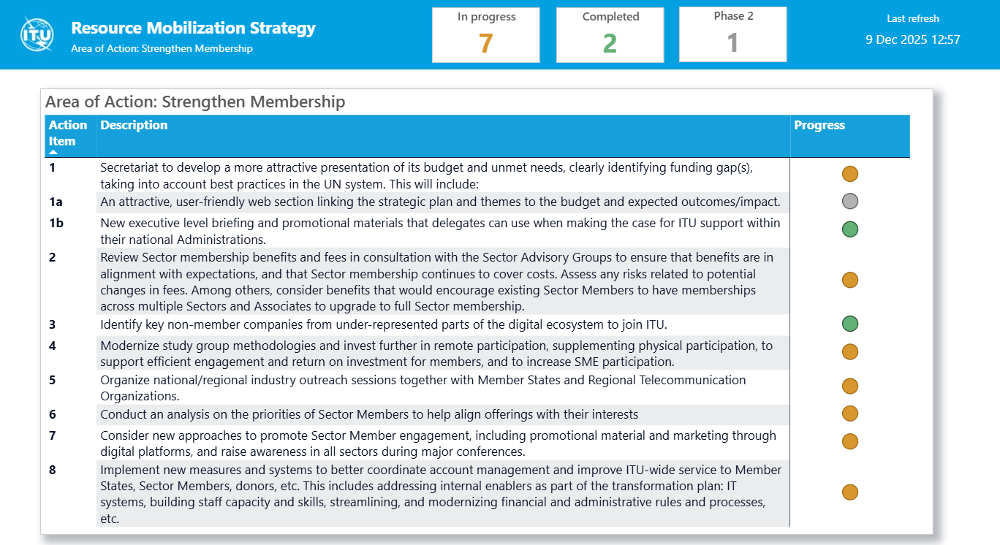 ITU
Resource Mobilization Strategy
Area of Action: Strengthen Membership
In progress
7
Completed
2
Phase 2
1
Last refresh
9 Dec 2025 12:57
Area of Action: Strengthen Membership
Action Item
Description
Progress
1
Secretariat to develop a more attractive presentation of its budget and unmet needs, clearly identifying funding gap(s),
taking into account best practices in the UN system. This will include:
1a
An attractive, user-friendly web section linking the strategic plan and themes to the budget and expected outcomes/impact.
1b
New executive level briefing and promotional materials that delegates can use when making the case for ITU support within
their national Administrations.
2
Review Sector membership benefits and fees in consultation with the Sector Advisory Groups to ensure that benefits are in
alignment with expectations, and that Sector membership continues to cover costs. Assess any risks related to potential
changes in fees. Among others, consider benefits that would encourage existing Sector Members to have memberships
across multiple Sectors and Associates to upgrade to full Sector membership.
3
Identify key non-member companies from under-represented parts of the digital ecosystem to join ITU.
4
Modernize study group methodologies and invest further in remote participation, supplementing physical participation, to
support efficient engagement and return on investment for members, and to increase SME participation.
5
Organize national/regional industry outreach sessions together with Member States and Regional Telecommunication
Organizations.
6
Conduct an analysis on the priorities of Sector Members to help align offerings with their interests
7
Consider new approaches to promote Sector Member engagement, including promotional material and marketing through
digital platforms, and raise awareness in all sectors during major conferences.
8
Implement new measures and systems to better coordinate account management and improve ITU-wide service to Member
States, Sector Members, donors, etc. This includes addressing internal enablers as part of the transformation plan: IT
systems, building staff capacity and skills, streamlining, and modernizing financial and administrative rules and processes,
etc.